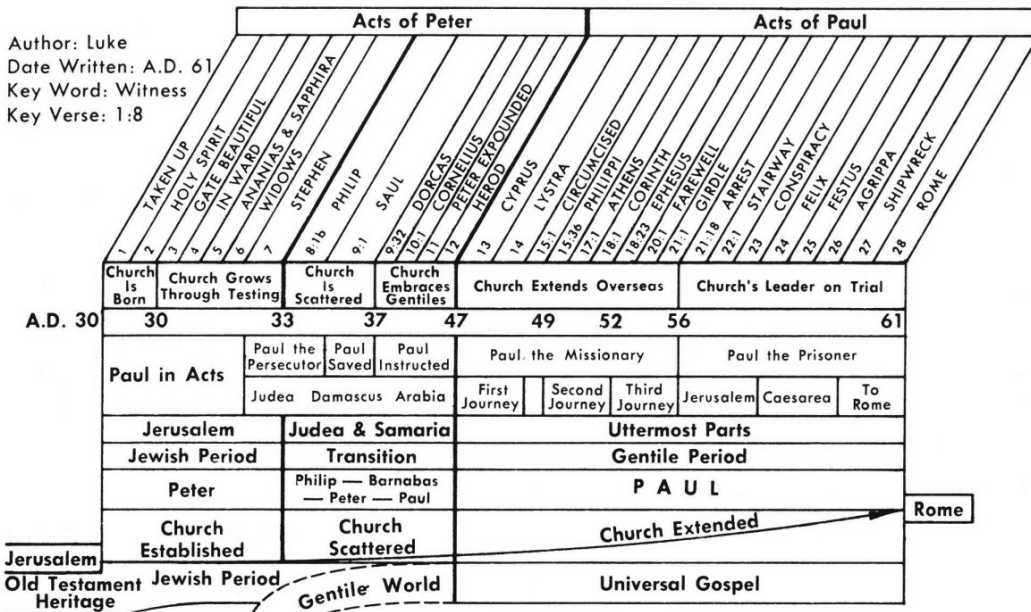 Acts of Peter
Acts of Paul
Author: Luke
Date Written: A.D. 61
Key Word: Witness
Key Verse: 1:8
TAKEN UP
HOLY SPIRIT
GATE BEAUTIFUL
IN WARD
ANANIAS & SAPPHIRA
WIDOWS
STEPHEN
PHILIP
SAUL
DORCAS
CORNELIUS
PETER EXPOUNDED
HEROD
CYPRUS
LYSTRA
CIRCUMCISED
PHILIPPI
ATHENS
CORINTH
EPHESUS
FAREWELL
GIRDLE
ARREST
STAIRWAY
CONSPIRACY
FELIX
FESTUS
AGRIPPA
SHIPWRECK
ROME
1 2 3 4 5 6 7 8:1b 9:1 9:32 10:1 11 12 13 14 15:1 15:36 17:1 18:1 18:23 20:1 21:1 21:18 22:1 23 24 25 26 27 28
Church Is Born
Church Grows Through Testing
Church Is Scattered
Church Embraces Gentiles
Church Extends Overseas
Church's Leader on Trial
A.D. 30 30 33 37 47 49 52 56 61
Paul in Acts
Paul the Persecutor
Paul Saved
Paul Instructed
Paul the Missionary
Paul the Prisoner
Judea Damascus Arabia
First Journey
Second Journey
Third Journey
Jerusalem
Caesarea
To Rome
Jerusalem
Judea & Samaria
Uttermost Parts
Jewish Period
Transition
Gentile Period
Peter
Philip — Barnabas
— Peter — Paul
PAUL
Rome
Church Established
Church Scattered
Church Extended
Jerusalem
Old Testament Heritage
Jewish Period
Gentile World
Universal Gospel